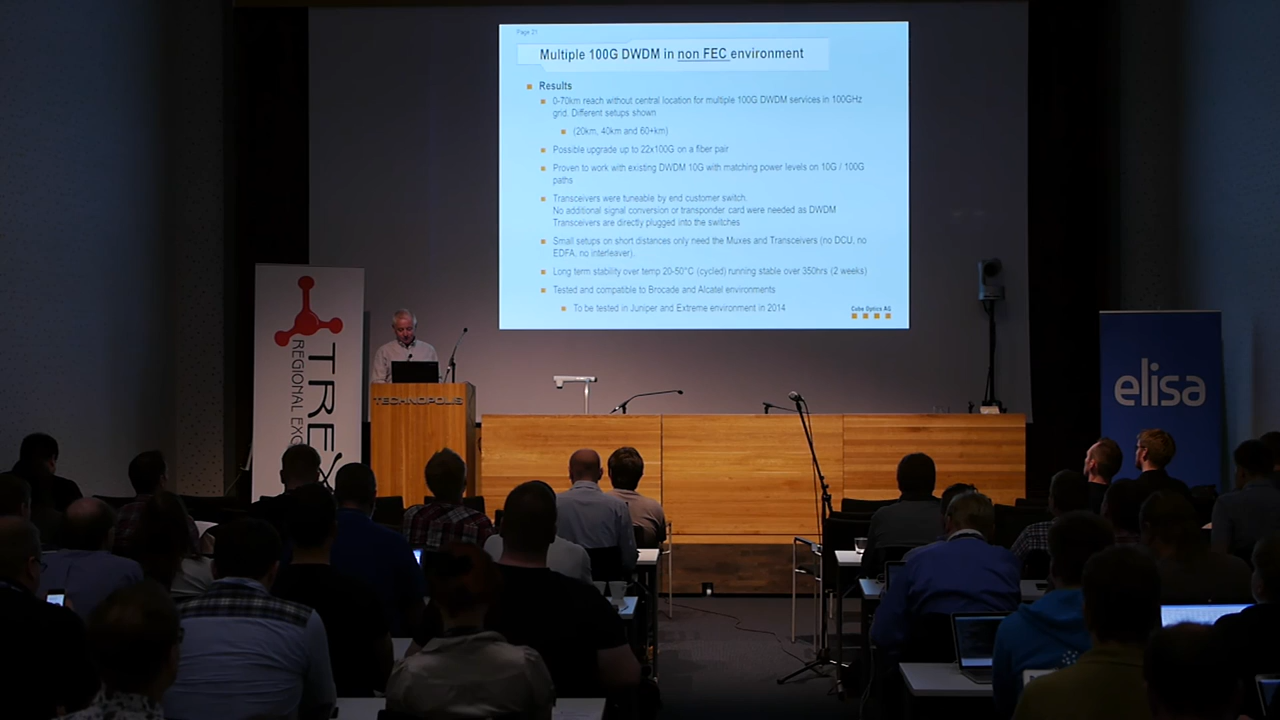 Page 21
Multiple 100G DWDM in non FEC environment
Results
0-70km reach without central location for multiple 100G DWDM services in 100GHz
grid. Different setups shown
(20km, 40km and 60+km)
Possible upgrade up to 22x100G on a fiber pair
Proven to work with existing DWDM 10G with matching power levels on 10G / 100G
paths
Transceivers were tuneable by end customer switch.
No additional signal conversion or transponder card were needed as DWDM
Transceivers are directly plugged into the switches
Small setups on short distances only need the Muxes and Transceivers (no DCU, no
EDFA, no interleaver).
Long term stability over temp 20-50°C (cycled) running stable over 350hrs (2 weeks)
Tested and compatible to Brocade and Alcatel environments
To be tested in Juniper and Extreme environment in 2014
Cube Optics AG
TREX
REGIONAL EXC
TECHNOPOLIS
elisa